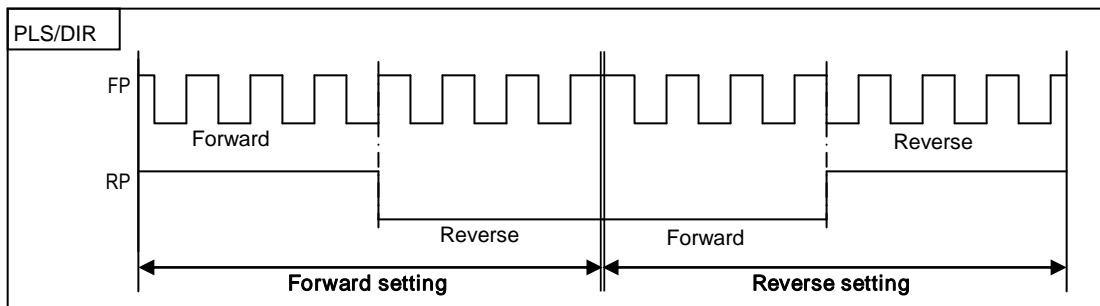 PLS/DIR
FP
Forward
Reverse
RP
Reverse
Forward
Forward setting
Reverse setting